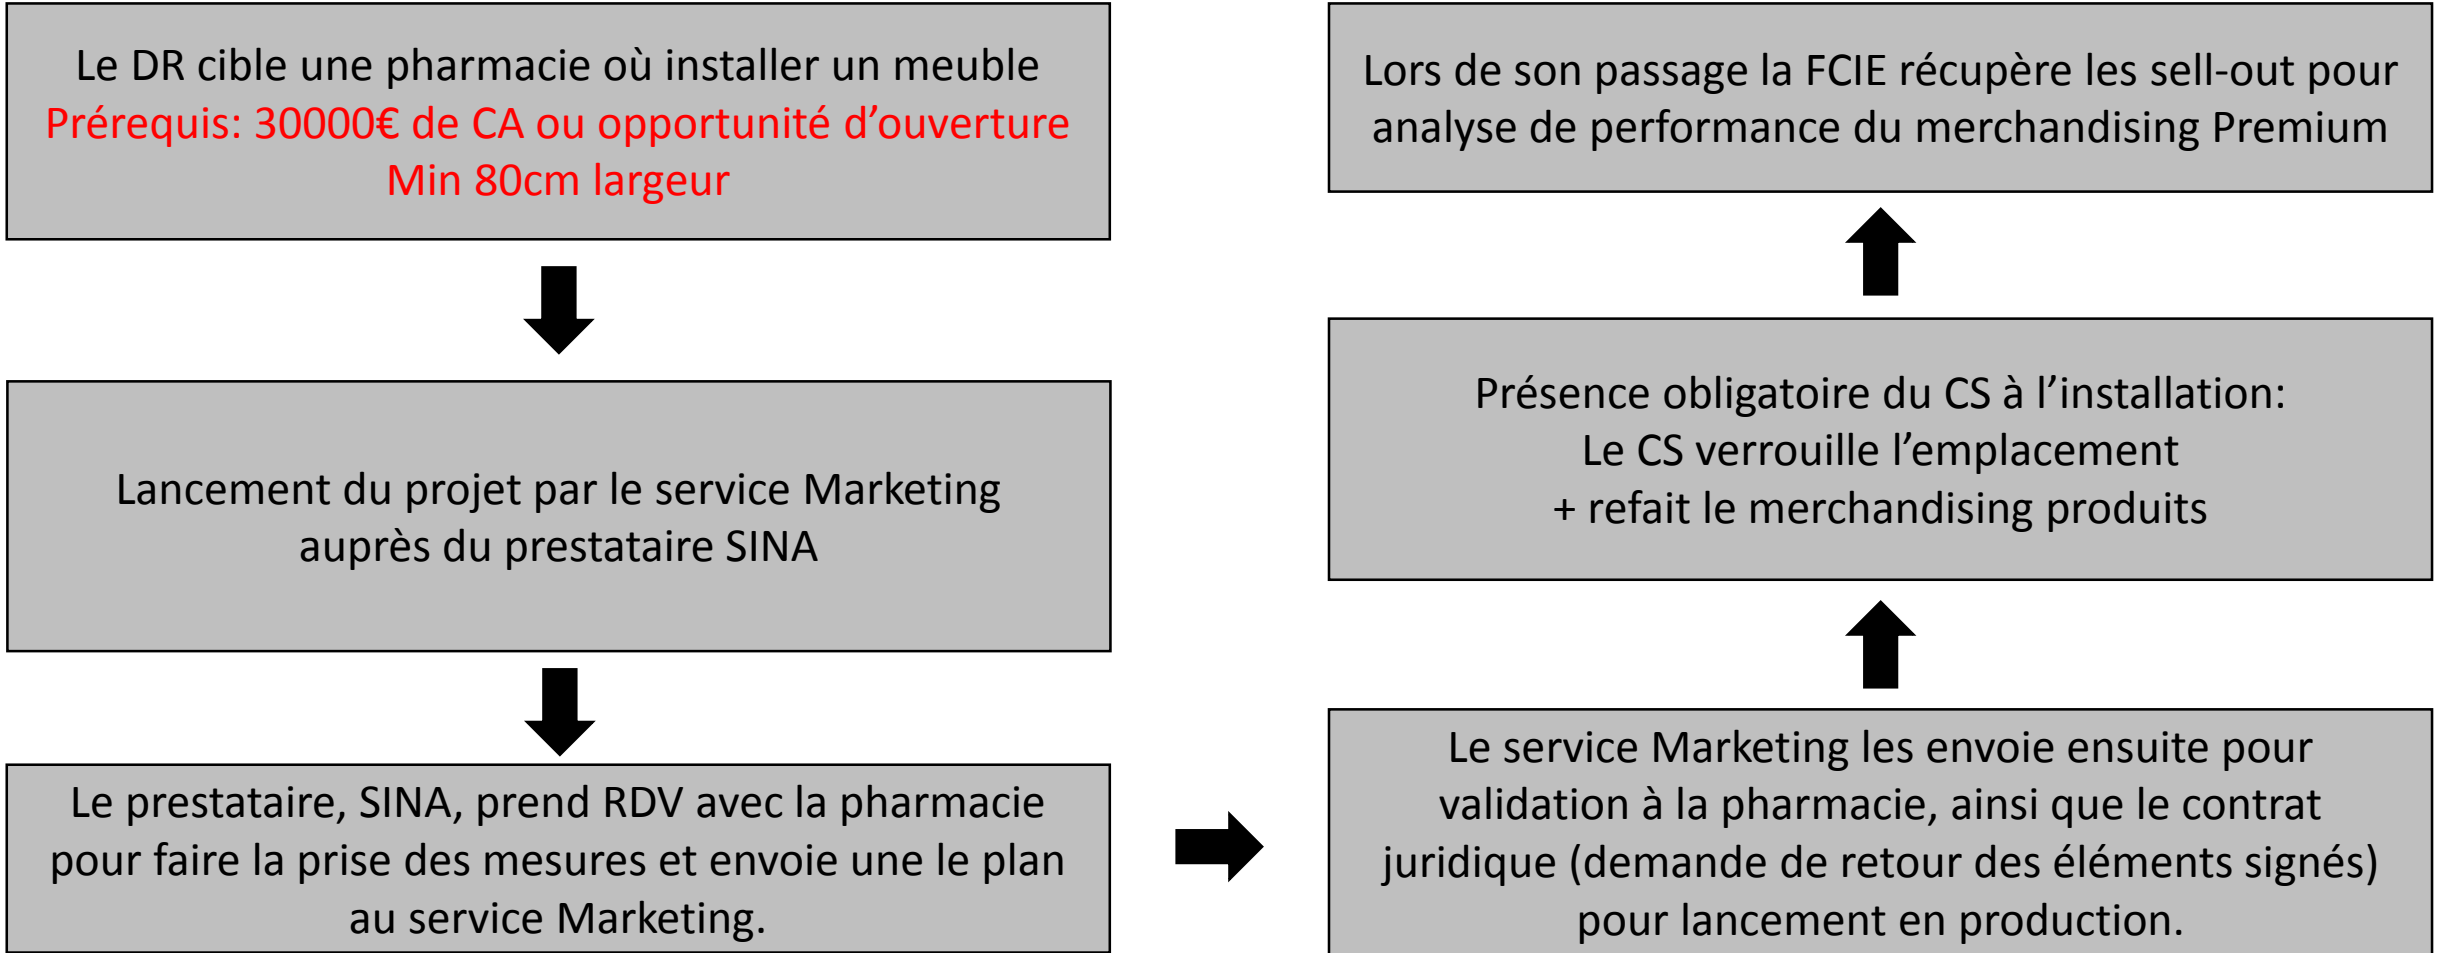 Le DR cible une pharmacie où installer un meuble
Prérequis: 30000€ de CA ou opportunité d’ouverture
Min 80cm largeur
Lancement du projet par le service Marketing
auprès du prestataire SINA
Le prestataire, SINA, prend RDV avec la pharmacie
pour faire la prise des mesures et envoie une le plan
au service Marketing.
Le service Marketing les envoie ensuite pour
validation à la pharmacie, ainsi que le contrat
juridique (demande de retour des éléments signés)
pour lancement en production.
Présence obligatoire du CS à l’installation:
Le CS verrouille l’emplacement
+ refait le merchandising produits
Lors de son passage la FCIE récupère les sell-out pour
analyse de performance du merchandising Premium